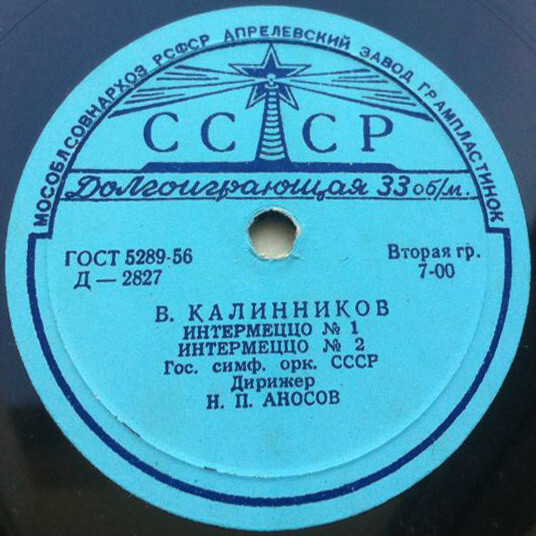 МОСОБЛСОВНАРХОЗ РСФСР АПРЕЛЕВСКИЙ ЗАВОД ГРАМПЛАСТИНОК
СССР
Долгоиграющая 33 об/м.
ГОСТ 5289-56
Д — 2827
Вторая гр.
7-00
В. КАЛИННИКОВ
ИНТЕРМЕЦЦО № 1
ИНТЕРМЕЦЦО № 2
Гос. симф. орк. СССР
Дирижер
Н. П. АНОСОВ